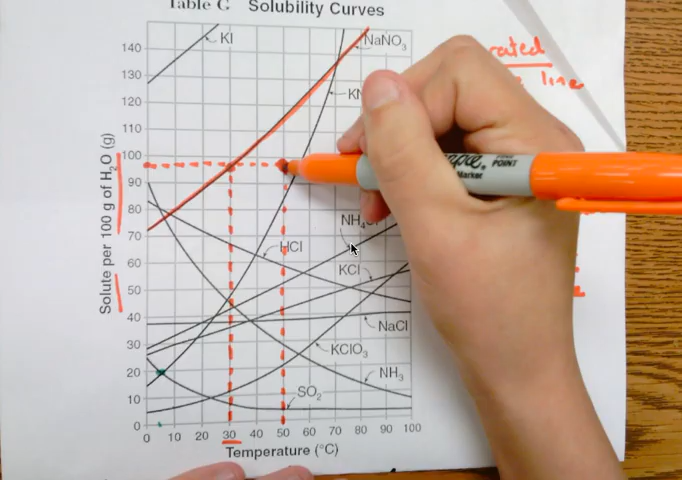 Table G Solubility Curves
KI
NaNO3
KN
140
130
120
110
100
90
80
70
60
50
40
30
20
10
0
Solute per 100 g of H2O (g)
HCl
NH4Cl
KCl
NaCl
KClO3
NH3
SO2
0 10 20 30 40 50 60 70 80 90 100
Temperature (°C)
rated
line
POINT
Marker